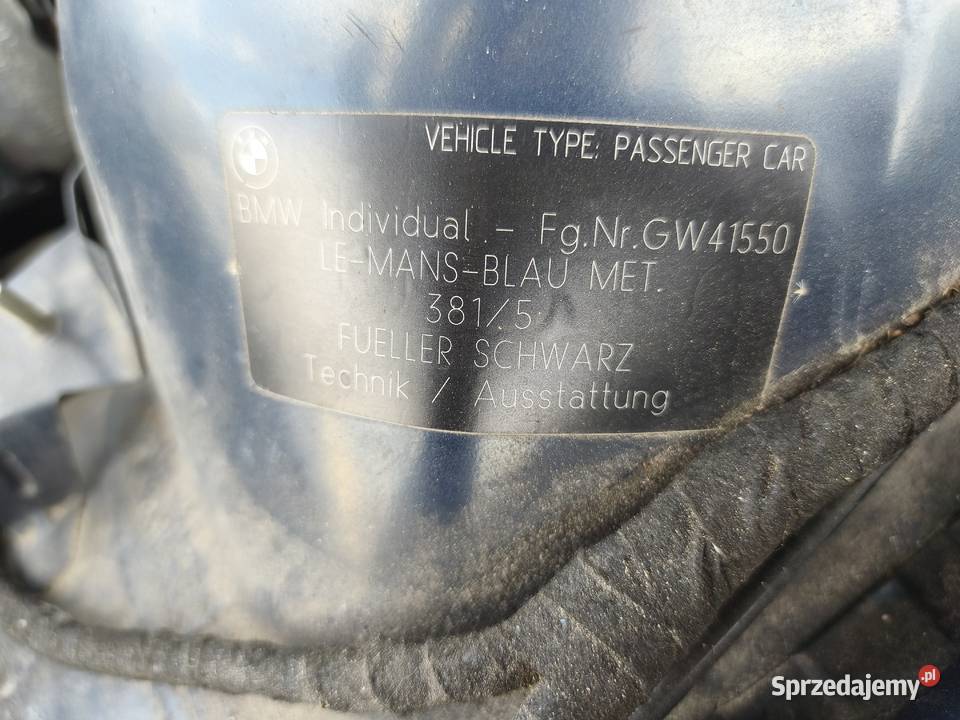 VEHICLE TYPE: PASSENGER CAR
BMW Individual - Fg.Nr.GW41550
LE-MANS-BLAU MET.
381/5
FUELLER SCHWARZ
Technik / Ausstattung
Sprzedajemy.pl